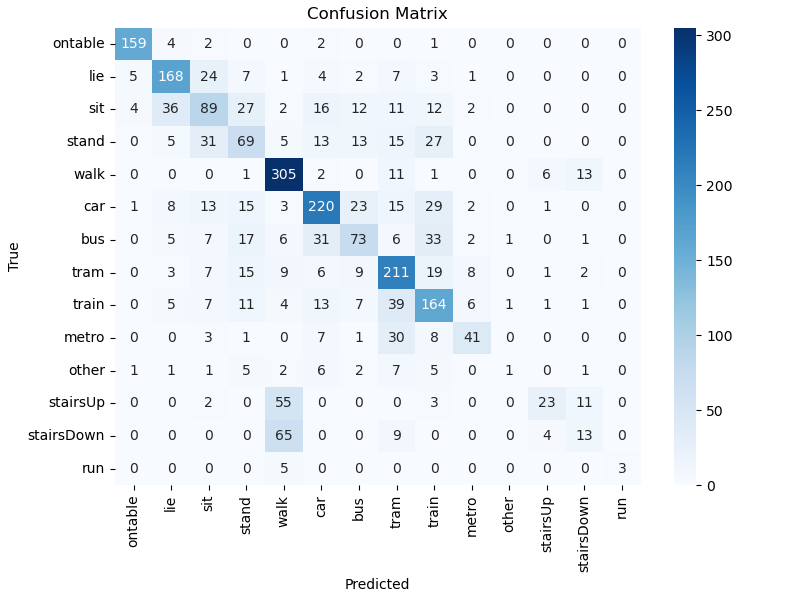 Confusion Matrix
ontable 159 4 2 0 0 2 0 0 1 0 0 0 0 0
lie 5 168 24 7 1 4 2 7 3 1 0 0 0 0
sit 4 36 89 27 2 16 12 11 12 2 0 0 0 0
stand 0 5 31 69 5 13 13 15 27 0 0 0 0 0
walk 0 0 0 1 305 2 0 11 1 0 0 6 13 0
car 1 8 13 15 3 220 23 15 29 2 0 1 0 0
bus 0 5 7 17 6 31 73 6 33 2 1 0 1 0
tram 0 3 7 15 9 6 9 211 19 8 0 1 2 0
train 0 5 7 11 4 13 7 39 164 6 1 1 1 0
metro 0 0 3 1 0 7 1 30 8 41 0 0 0 0
other 1 1 1 5 2 6 2 7 5 0 1 0 1 0
stairsUp 0 0 2 0 55 0 0 0 3 0 0 23 11 0
stairsDown 0 0 0 0 65 0 0 9 0 0 0 4 13 0
run 0 0 0 0 5 0 0 0 0 0 0 0 0 3
ontable lie sit stand walk car bus tram train metro other stairsUp stairsDown run
Predicted
True
300
250
200
150
100
50
0